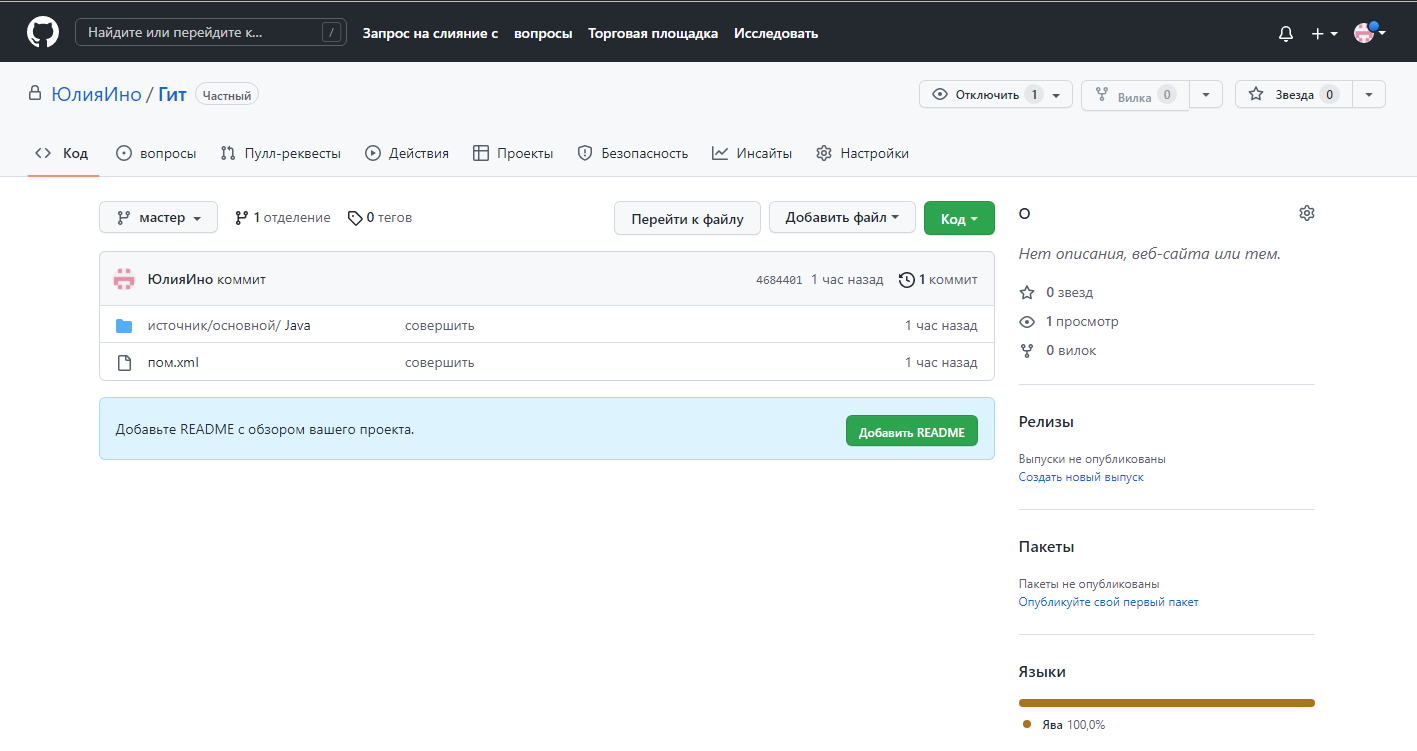 Найдите или перейдите к... / Запрос на слияние с вопросы Торговая площадка Исследовать
ЮлияИно / Гит Частный Отключить 1 Вилка 0 Звезда 0
Код вопросы Пулл-реквесты Действия Проекты Безопасность Инсайты Настройки
мастер 1 отделение 0 тегов Перейти к файлу Добавить файл Код
О
Нет описания, веб-сайта или тем.
ЮлияИно коммит 4684401 1 час назад 1 коммит
0 звезд
источник/основной/ Java совершить 1 час назад
1 просмотр
0 вилок
пом.xml совершить 1 час назад
Добавьте README с обзором вашего проекта. Добавить README
Релизы
Выпуски не опубликованы
Создать новый выпуск
Пакеты
Пакеты не опубликованы
Опубликуйте свой первый пакет
Языки
Ява 100,0%